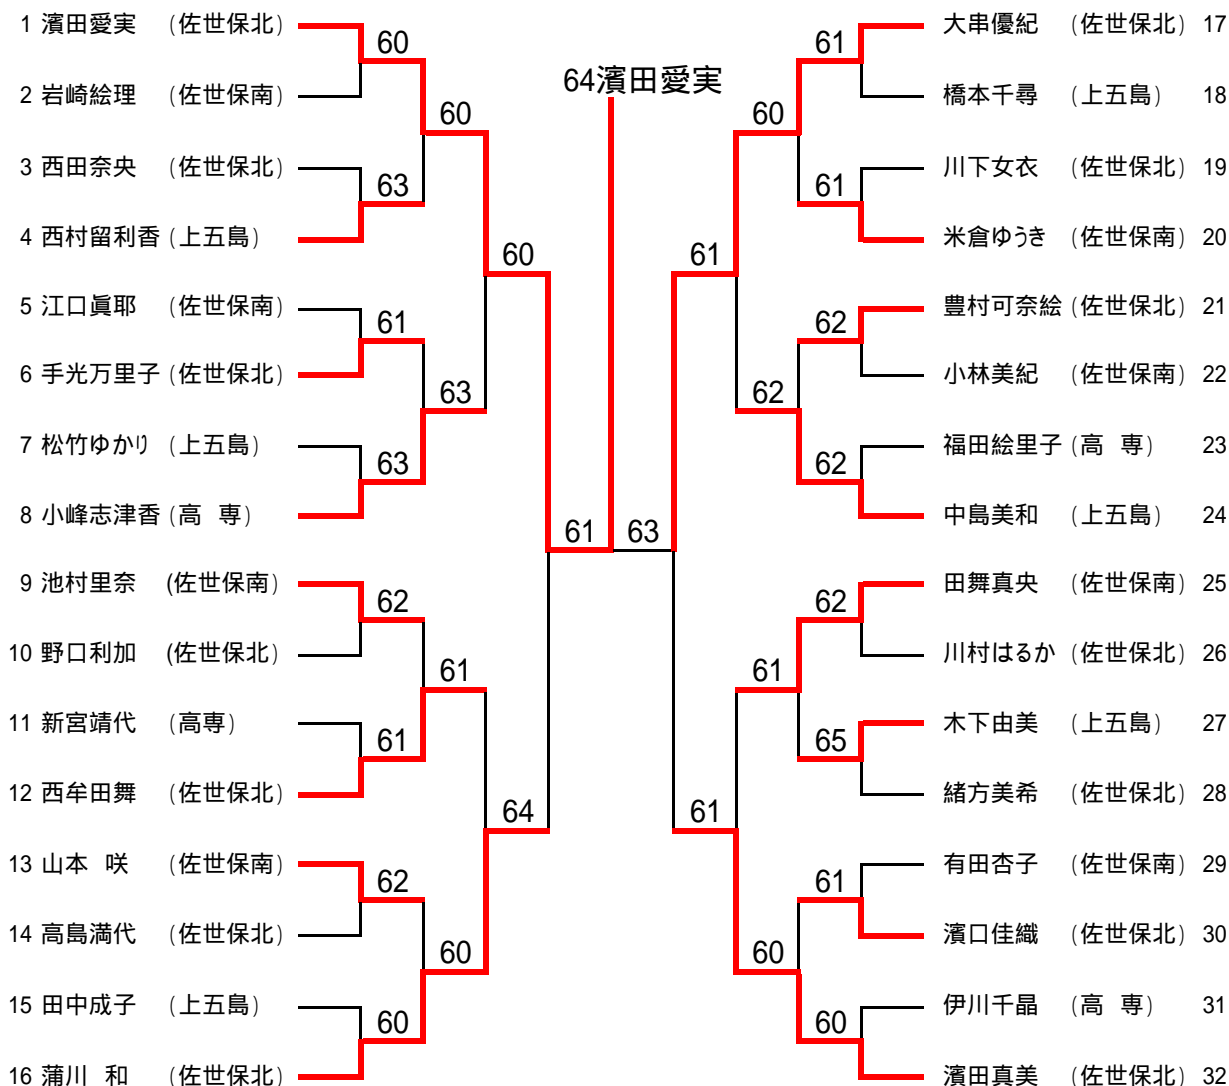 1 濱田愛実 (佐世保北)
60
2 岩崎絵理 (佐世保南)
60
3 西田奈央 (佐世保北)
63
4 西村留利香 (上五島)
60
5 江口眞耶 (佐世保南)
61
6 手光万里子 (佐世保北)
63
7 松竹ゆかり (上五島)
63
8 小峰志津香 (高 専)
61
9 池村里奈 (佐世保南)
62
10 野口利加 (佐世保北)
61
11 新宮靖代 (高専)
61
12 西牟田舞 (佐世保北)
64
13 山本 咲 (佐世保南)
62
14 高島満代 (佐世保北)
60
15 田中成子 (上五島)
60
16 蒲川 和 (佐世保北)
64濱田愛実
大串優紀 (佐世保北) 17
61
橋本千尋 (上五島) 18
60
川下女衣 (佐世保北) 19
61
米倉ゆうき (佐世保南) 20
61
豊村可奈絵 (佐世保北) 21
62
小林美紀 (佐世保南) 22
62
福田絵里子 (高 専) 23
62
中島美和 (上五島) 24
63
田舞真央 (佐世保南) 25
62
川村はるか (佐世保北) 26
61
木下由美 (上五島) 27
65
緒方美希 (佐世保北) 28
61
有田杏子 (佐世保南) 29
61
濱口佳織 (佐世保北) 30
60
伊川千晶 (高 専) 31
60
濱田真美 (佐世保北) 32